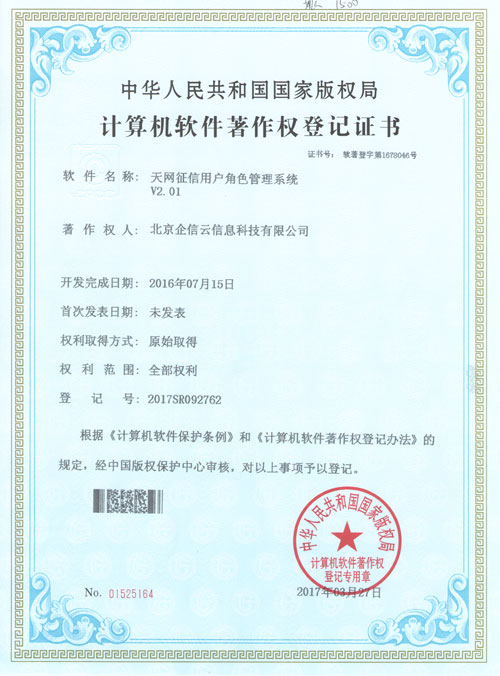 1500
中华人民共和国国家版权局
计算机软件著作权登记证书
证书号： 软著登字第1678046号
软件名称： 天网征信用户角色管理系统
V2.01
著作权人： 北京企信云信息科技有限公司
开发完成日期： 2016年07月15日
首次发表日期： 未发表
权利取得方式： 原始取得
权利范围： 全部权利
登记号： 2017SR092762
根据《计算机软件保护条例》和《计算机软件著作权登记办法》的
规定，经中国版权保护中心审核，对以上事项予以登记。
中华人民共和国国家版权局
计算机软件著作权
登记专用章
No. 01525164
2017年03月27日